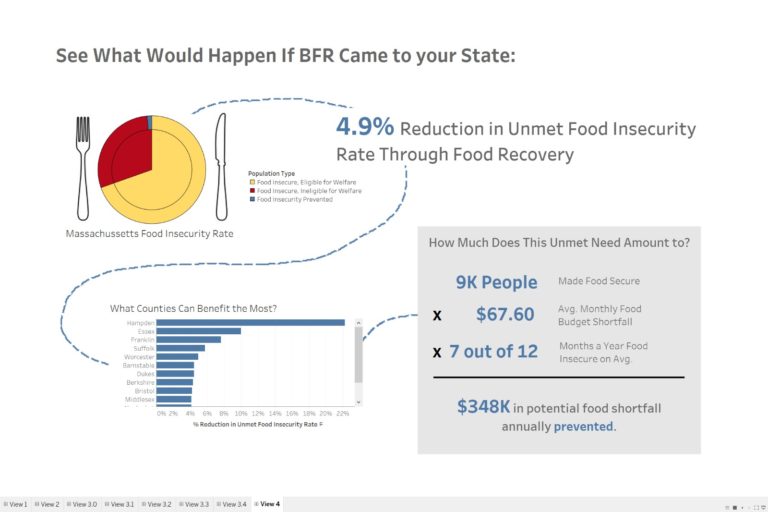 See What Would Happen If BFR Came to your State:
4.9% Reduction in Unmet Food Insecurity
Rate Through Food Recovery
Population Type
Food Insecure, Eligible for Welfare
Food Insecure, Ineligible for Welfare
Food Insecurity Prevented
Massachussetts Food Insecurity Rate
How Much Does This Unmet Need Amount to?
9K People Made Food Secure
x $67.60 Avg. Monthly Food
Budget Shortfall
x 7 out of 12 Months a Year Food
Insecure on Avg.
$348K in potential food shortfall
annually prevented.
What Counties Can Benefit the Most?
Hampden
Essex
Franklin
Suffolk
Worcester
Barnstable
Dukes
Berkshire
Bristol
Middlesex
0% 2% 4% 6% 8% 10% 12% 14% 16% 18% 20% 22%
% Reduction in Unmet Food Insecurity Rate
View 1 View 2 View 3.0 View 3.1 View 3.2 View 3.3 View 3.4 View 4